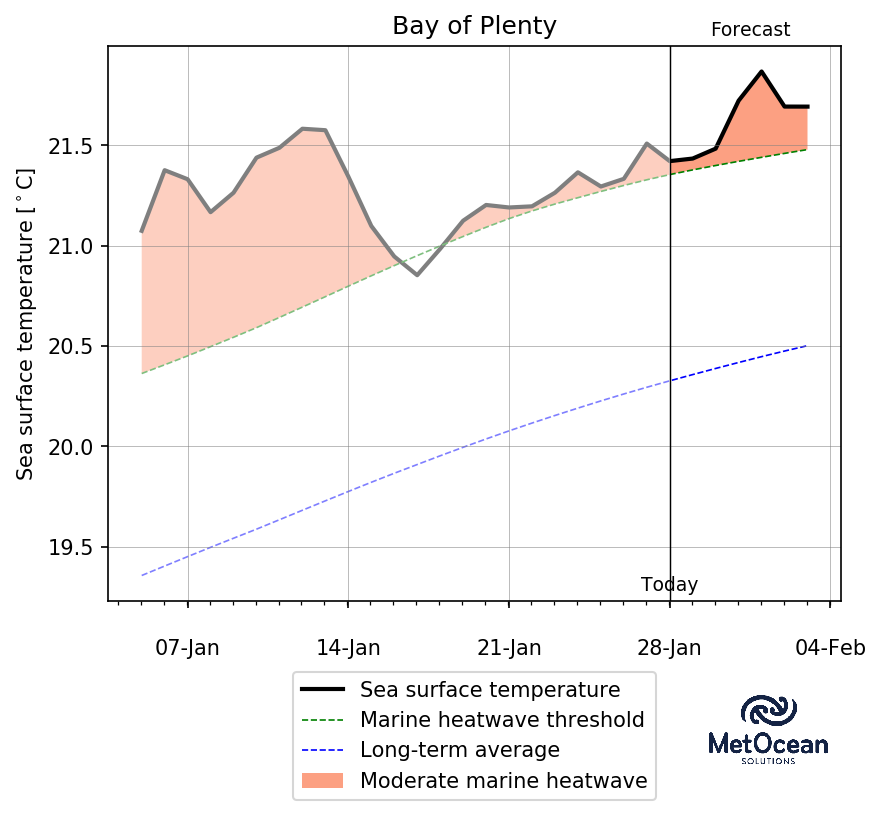 Bay of Plenty
Forecast
Sea surface temperature [ ° C]
21.5
21.0
20.5
20.0
19.5
Today
07-Jan
14-Jan
21-Jan
28-Jan
04-Feb
Sea surface temperature
Marine heatwave threshold
Long-term average
Moderate marine heatwave
MetOcean
SOLUTIONS